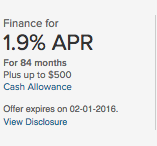 Finance for
1.9% APR
For 84 months
Plus up to $500
Cash Allowance
Offer expires on 02-01-2016.
View Disclosure